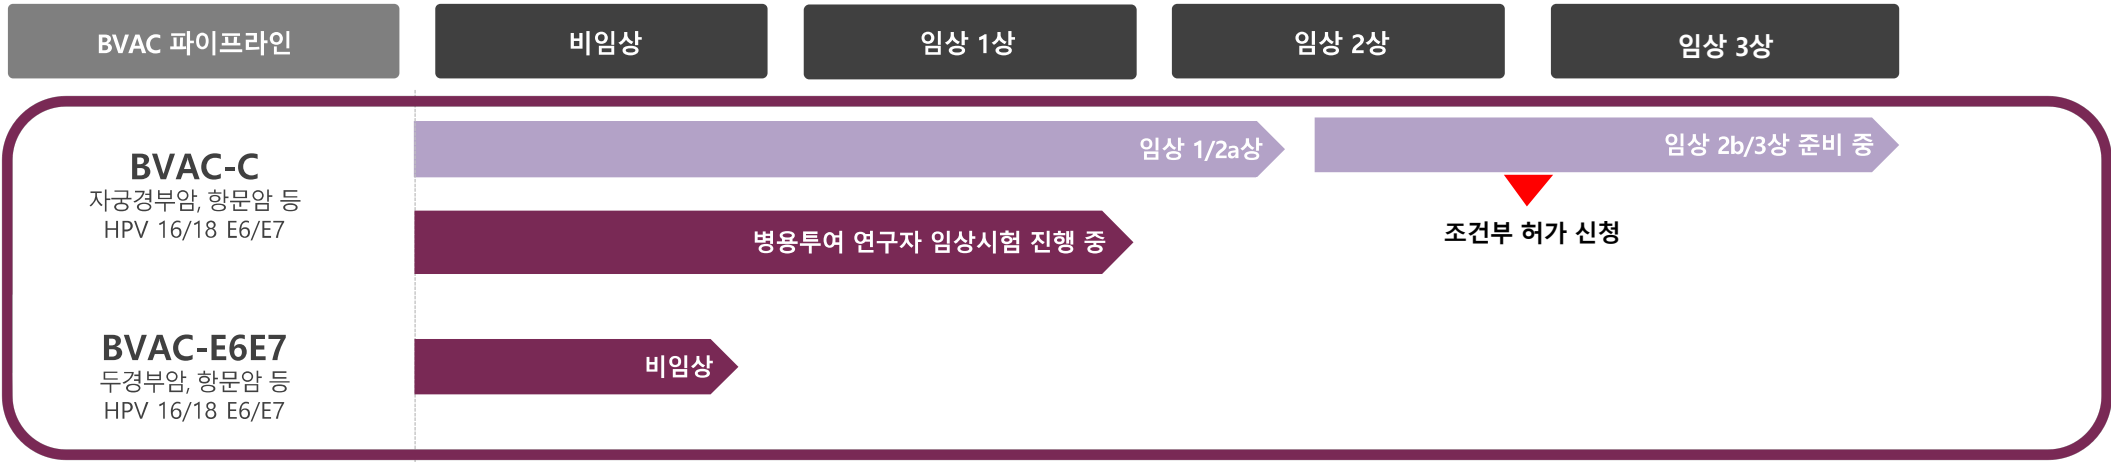 BVAC 파이프라인
비임상
임상 1상
임상 2상
임상 3상
BVAC-C
자궁경부암, 항문암 등
HPV 16/18 E6/E7
임상 1/2a상
임상 2b/3상 준비 중
조건부 허가 신청
병용투여 연구자 임상시험 진행 중
BVAC-E6E7
두경부암, 항문암 등
HPV 16/18 E6/E7
비임상